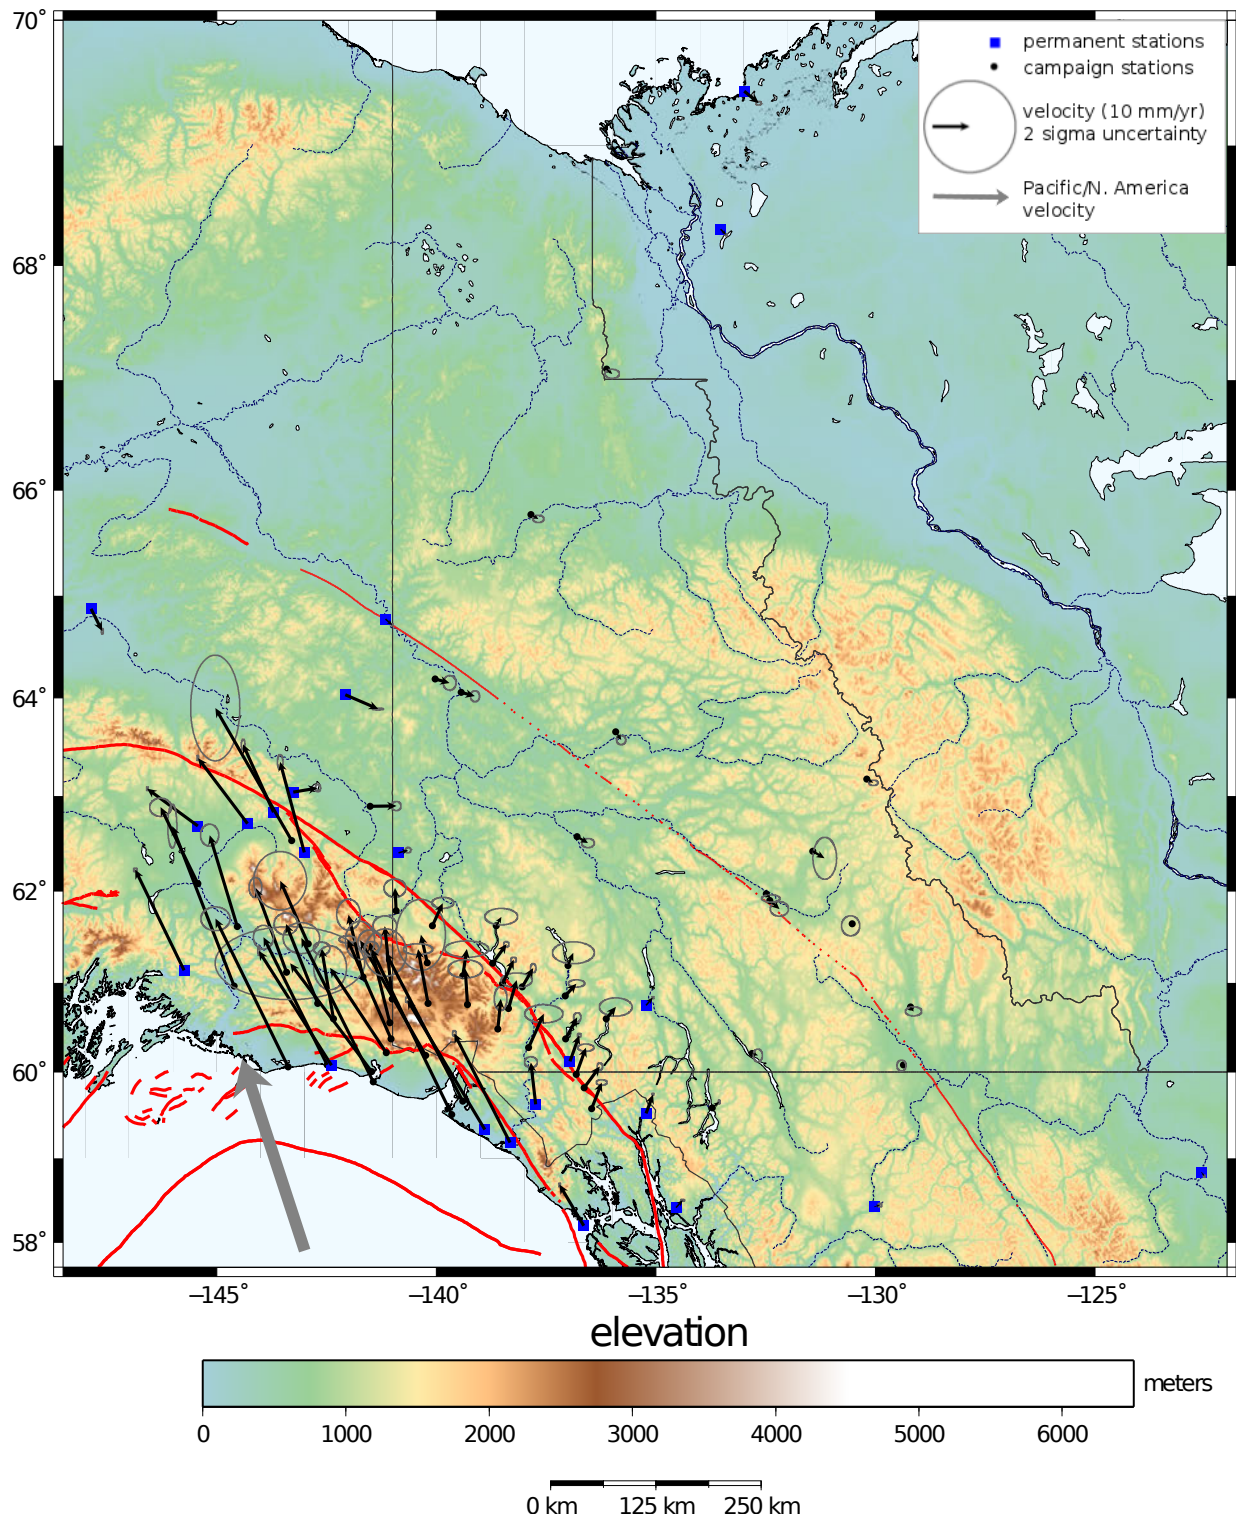 70°
permanent stations
campaign stations
velocity (10 mm/yr)
2 sigma uncertainty
Pacific/N. America
velocity
68°
66°
64°
62°
60°
58°
−145° −140° −135° −130° −125°
elevation
meters
0 1000 2000 3000 4000 5000 6000
0 km 125 km 250 km